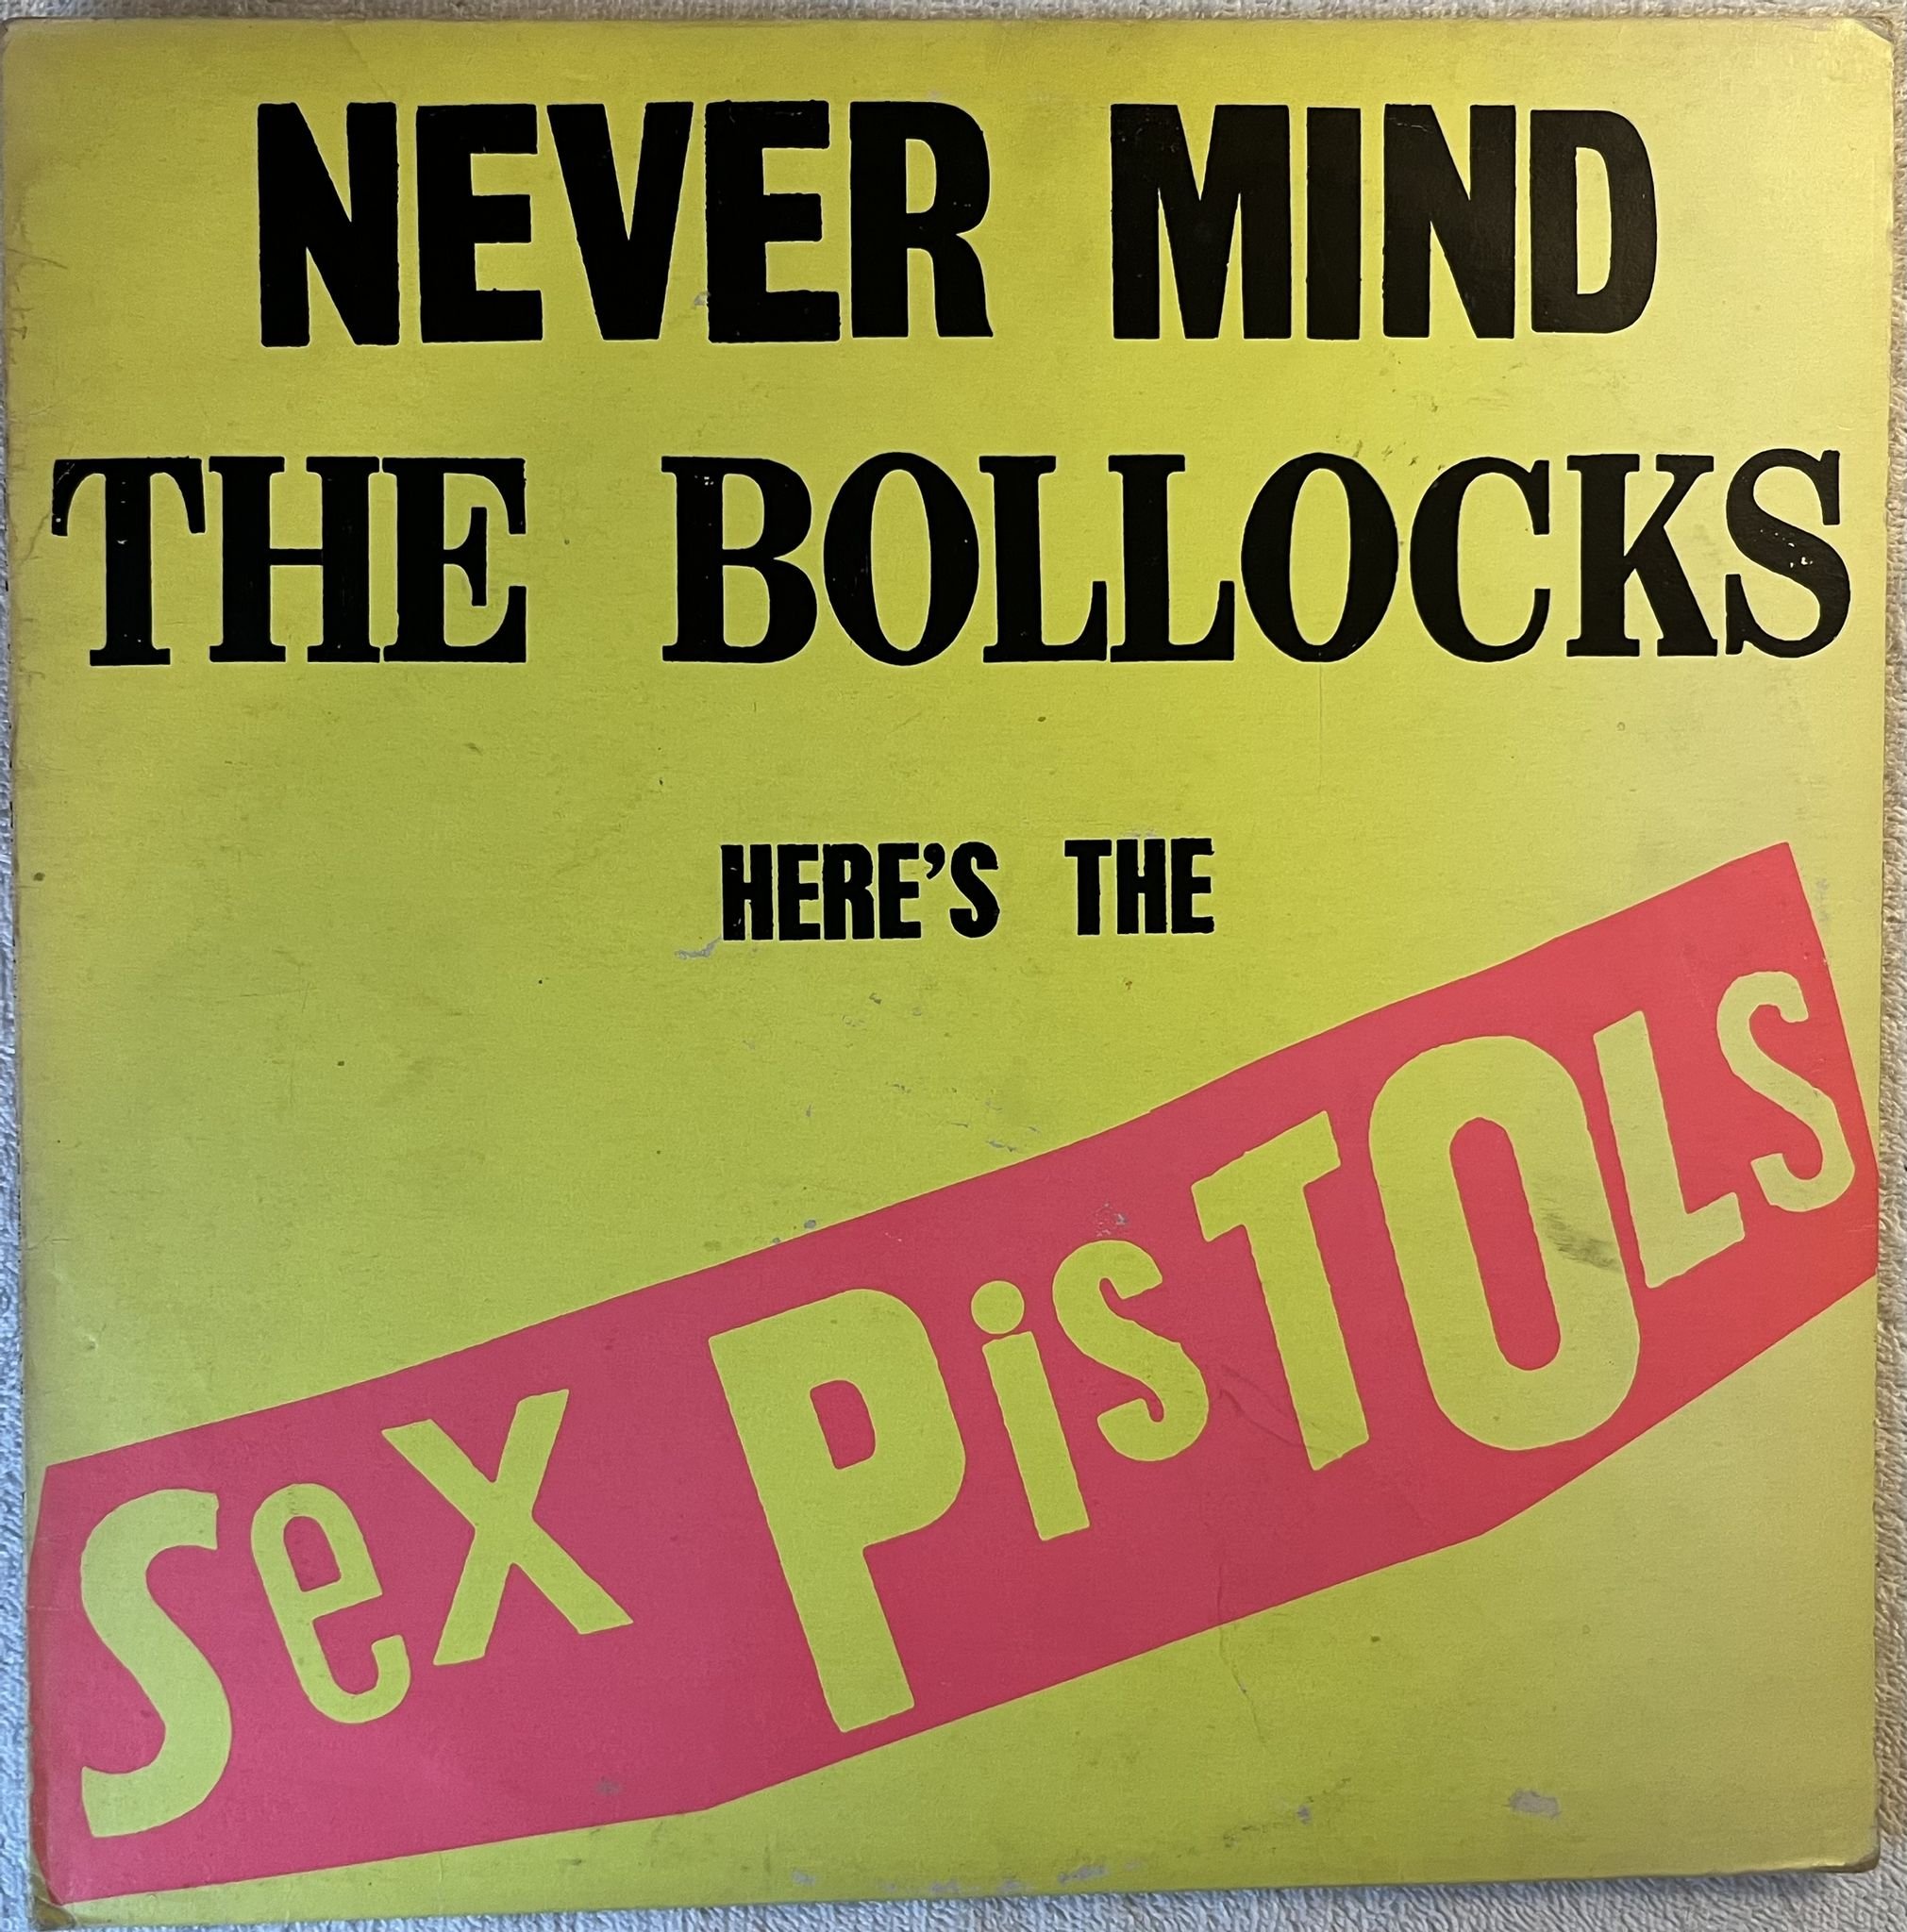 NEVER MIND
THE BOLLOCKS
HERE'S THE
Sex PiSTOLS